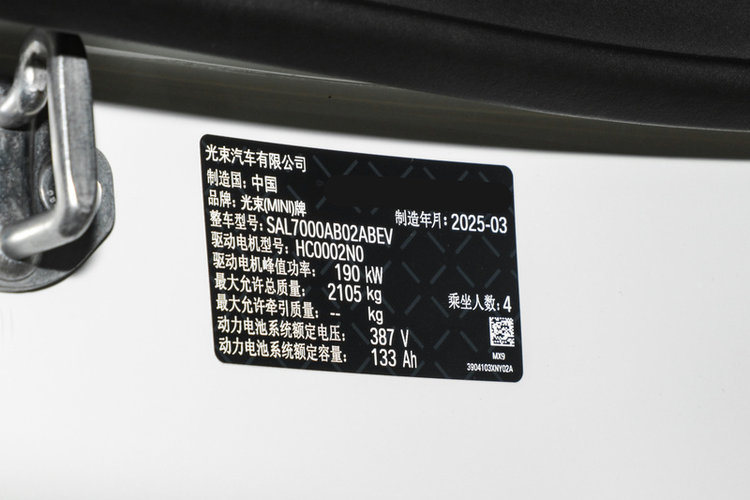 光束汽车有限公司
制造国: 中国
品牌: 光束(MINI)牌
制造年月: 2025-03
整车型号: SAL7000AB02ABEV
驱动电机型号: HC0002N0
驱动电机峰值功率: 190 kW
最大允许总质量: 2105 kg
乘坐人数: 4
最大允许牵引质量: -- kg
动力电池系统额定电压: 387 V
动力电池系统额定容量: 133 Ah
MX9
3904103XNY02A